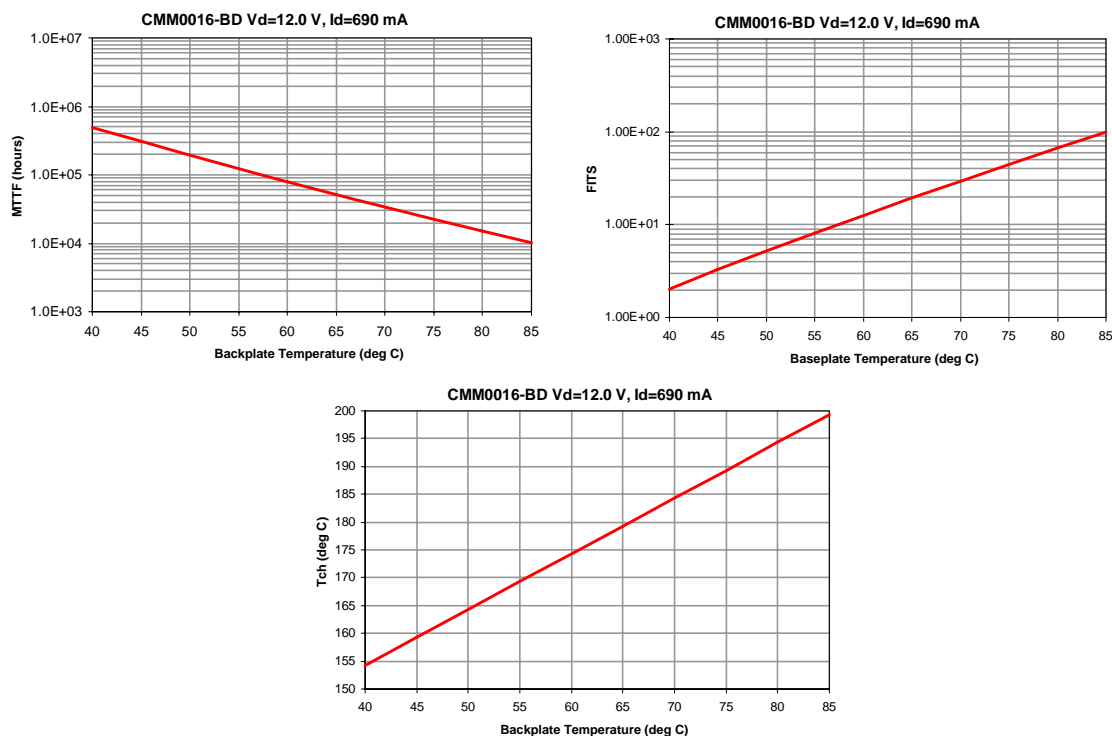 CMM0016-BD Vd=12.0 V, Id=690 mA
1.0E+07
1.0E+06
1.0E+05
1.0E+04
1.0E+03
MTTF (hours)
40 45 50 55 60 65 70 75 80 85
Backplate Temperature (deg C)
CMM0016-BD Vd=12.0 V, Id=690 mA
1.00E+03
1.00E+02
1.00E+01
1.00E+00
FITS
40 45 50 55 60 65 70 75 80 85
Baseplate Temperature (deg C)
CMM0016-BD Vd=12.0 V, Id=690 mA
200
195
190
185
180
175
170
165
160
155
150
Tch (deg C)
40 45 50 55 60 65 70 75 80 85
Backplate Temperature (deg C)